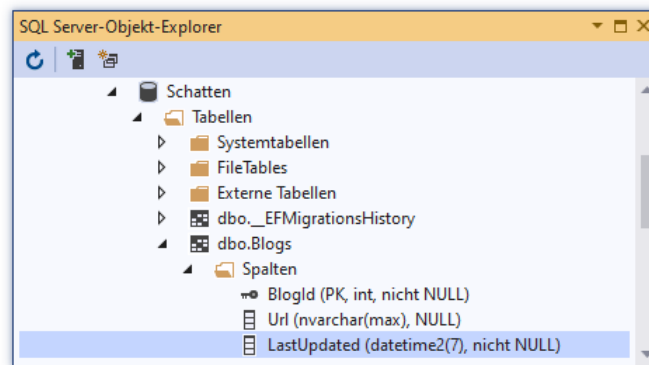 SQL Server-Objekt-Explorer
Schatten
Tabellen
Systemtabellen
FileTables
Externe Tabellen
dbo.__EFMigrationsHistory
dbo.Blogs
Spalten
BlogId (PK, int, nicht NULL)
Url (nvarchar(max), NULL)
LastUpdated (datetime2(7), nicht NULL)